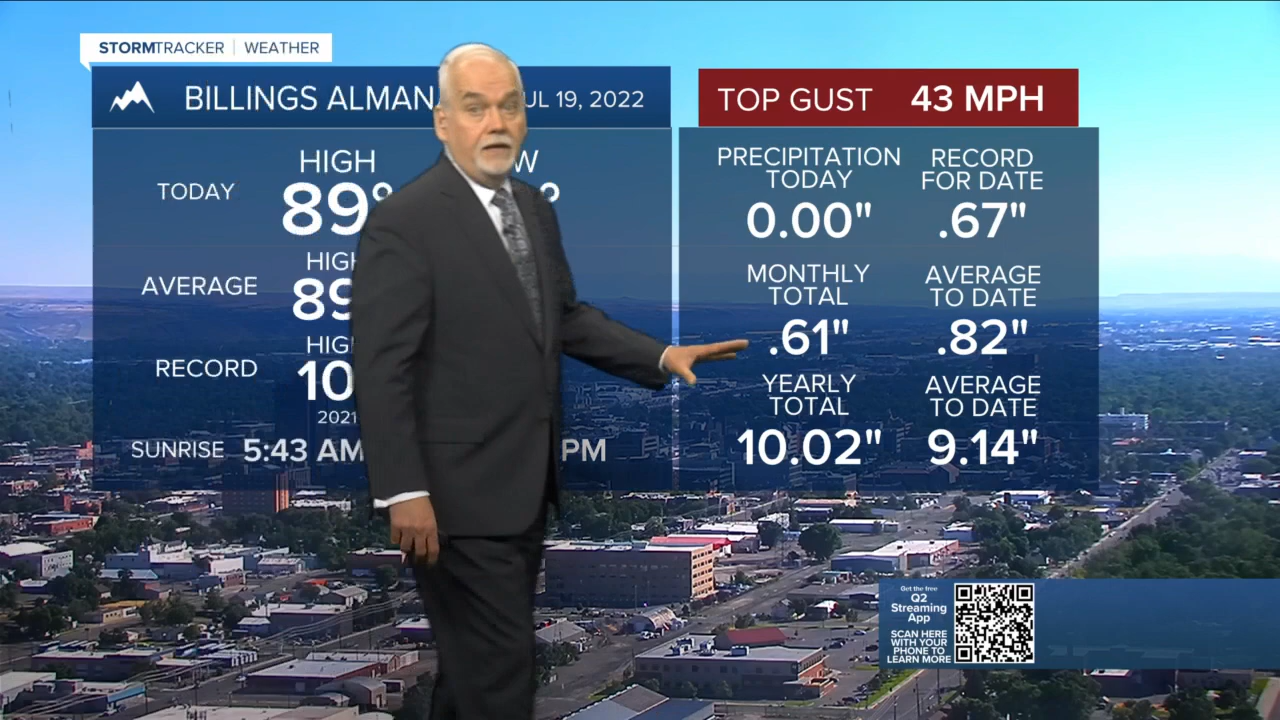 STORMTRACKER | WEATHER
BILLINGS ALMAN
JUL 19, 2022
HIGH
TODAY
89°
HIGH
AVERAGE
89
HIGH
RECORD
10
2021
SUNRISE 5:43 AM
PM
TOP GUST 43 MPH
PRECIPITATION
TODAY
0.00"
RECORD
FOR DATE
.67"
MONTHLY
TOTAL
.61"
AVERAGE
TO DATE
.82"
YEARLY
TOTAL
10.02"
AVERAGE
TO DATE
9.14"
Get the free
Q2
Streaming
App
SCAN HERE
WITH YOUR
PHONE TO
LEARN MORE